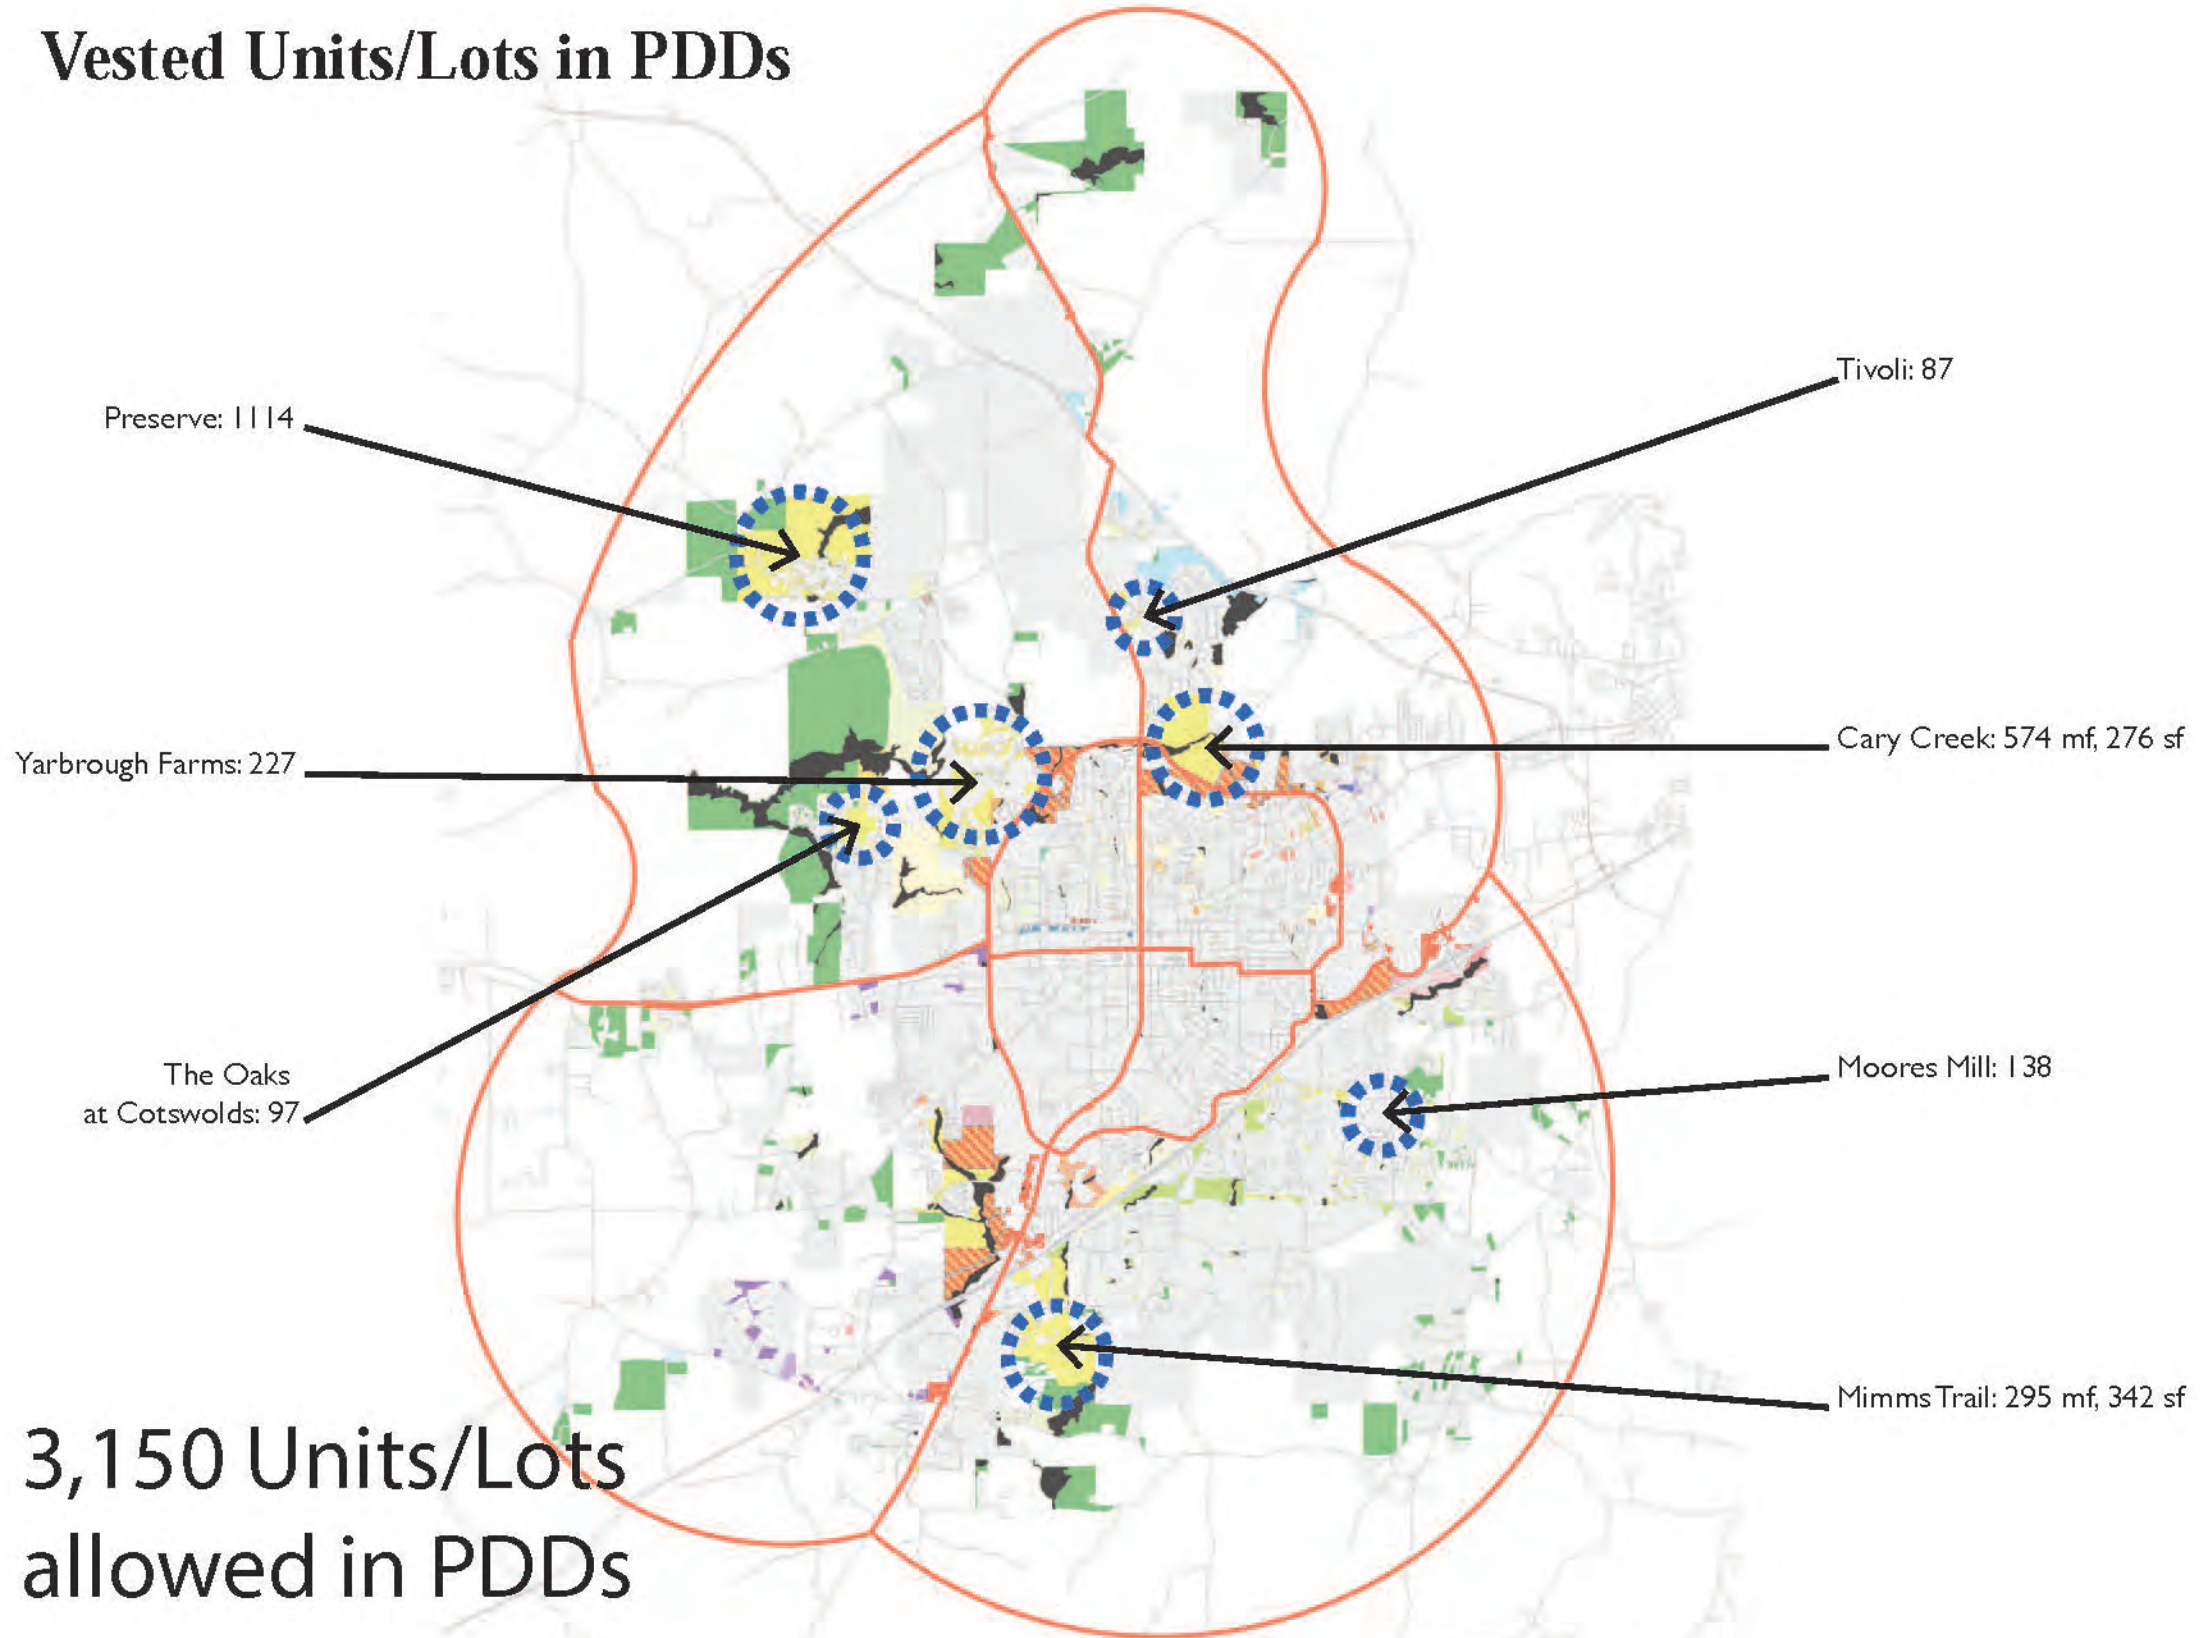 Vested Units/Lots in PDDs
Tivoli: 87
Preserve: 1114
Cary Creek: 574 mf, 276 sf
Yarbrough Farms: 227
Moores Mill: 138
The Oaks
at Cotswolds: 97
Mimms Trail: 295 mf, 342 sf
3,150 Units/Lots
allowed in PDDs